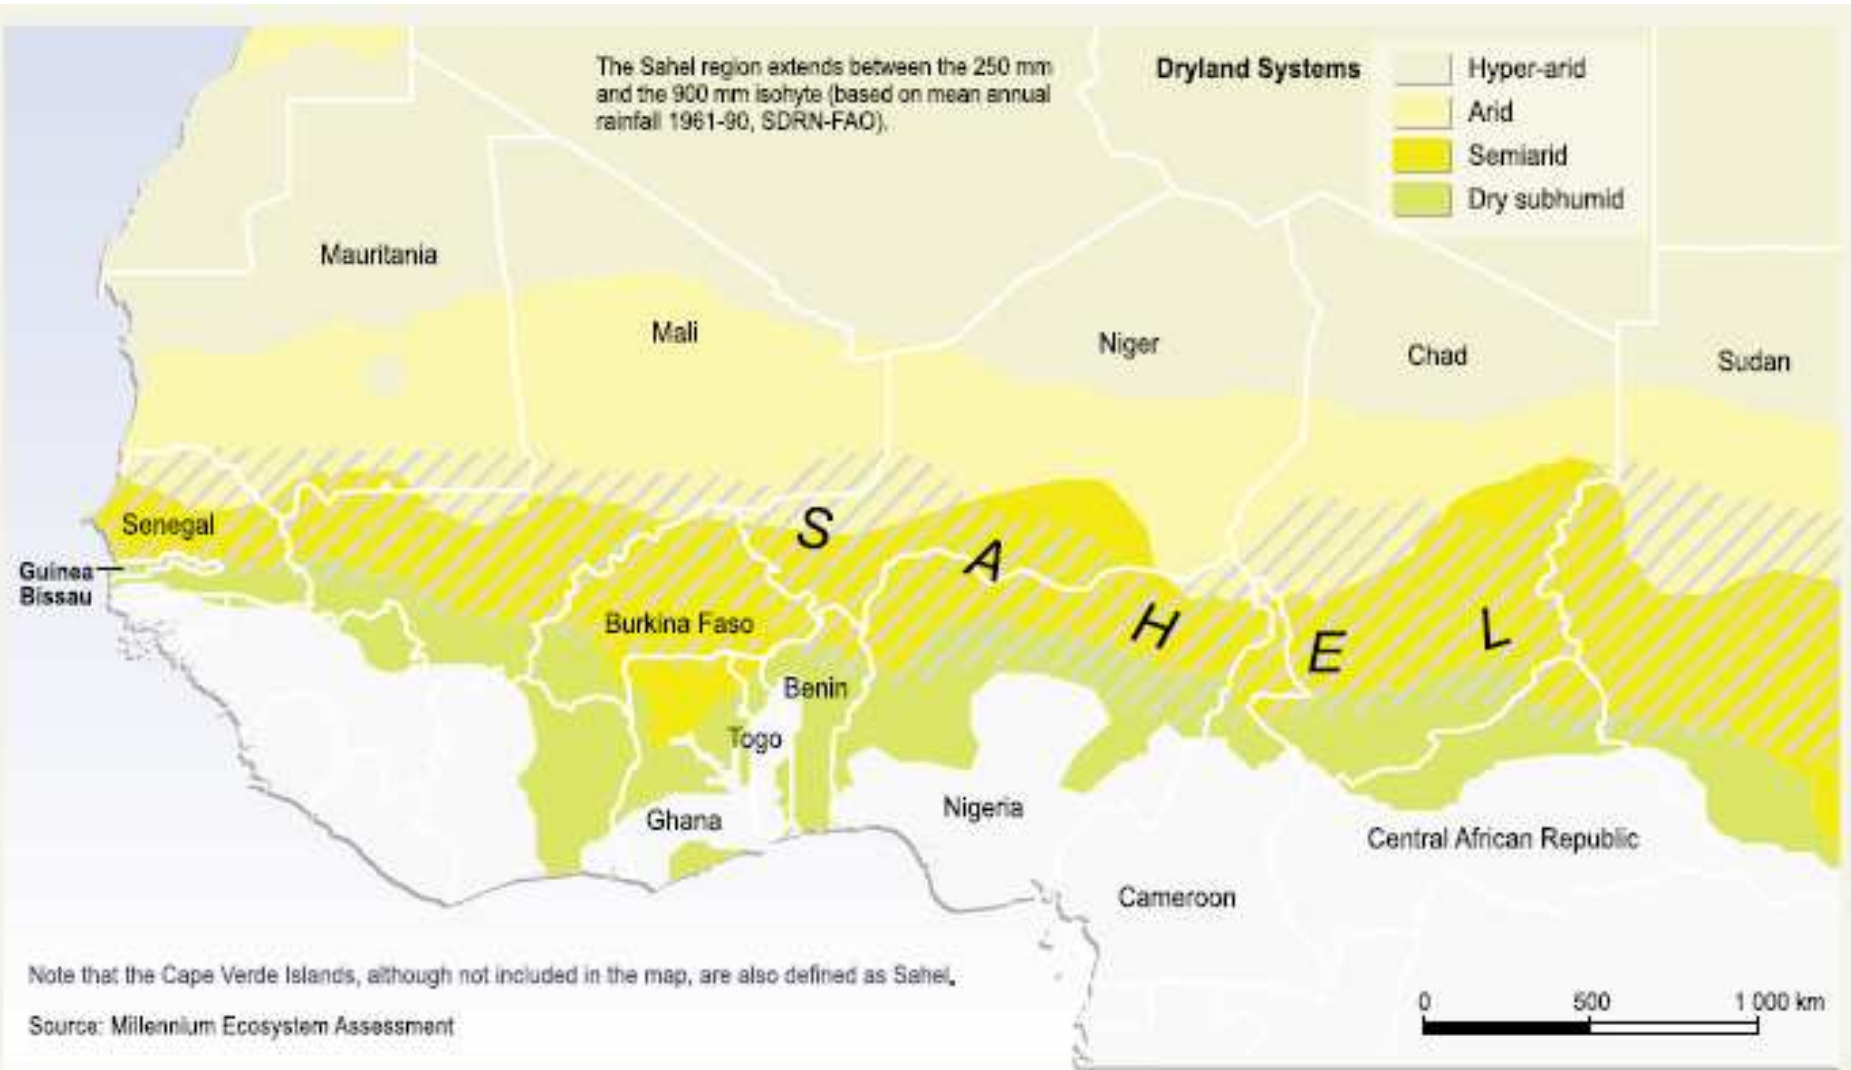 The Sahel region extends between the 250 mm
and the 900 mm isohyte (based on mean annual
rainfall 1961-90, SDRN-FAO).
Dryland Systems
Hyper-arid
Arid
Semiarid
Dry subhumid
Mauritania
Mali
Niger
Chad
Sudan
Senegal
Guinea
Bissau
S A H E L
Burkina Faso
Benin
Togo
Ghana
Nigeria
Central African Republic
Cameroon
Note that the Cape Verde Islands, although not included in the map, are also defined as Sahel.
Source: Millennium Ecosystem Assessment
0 500 1 000 km